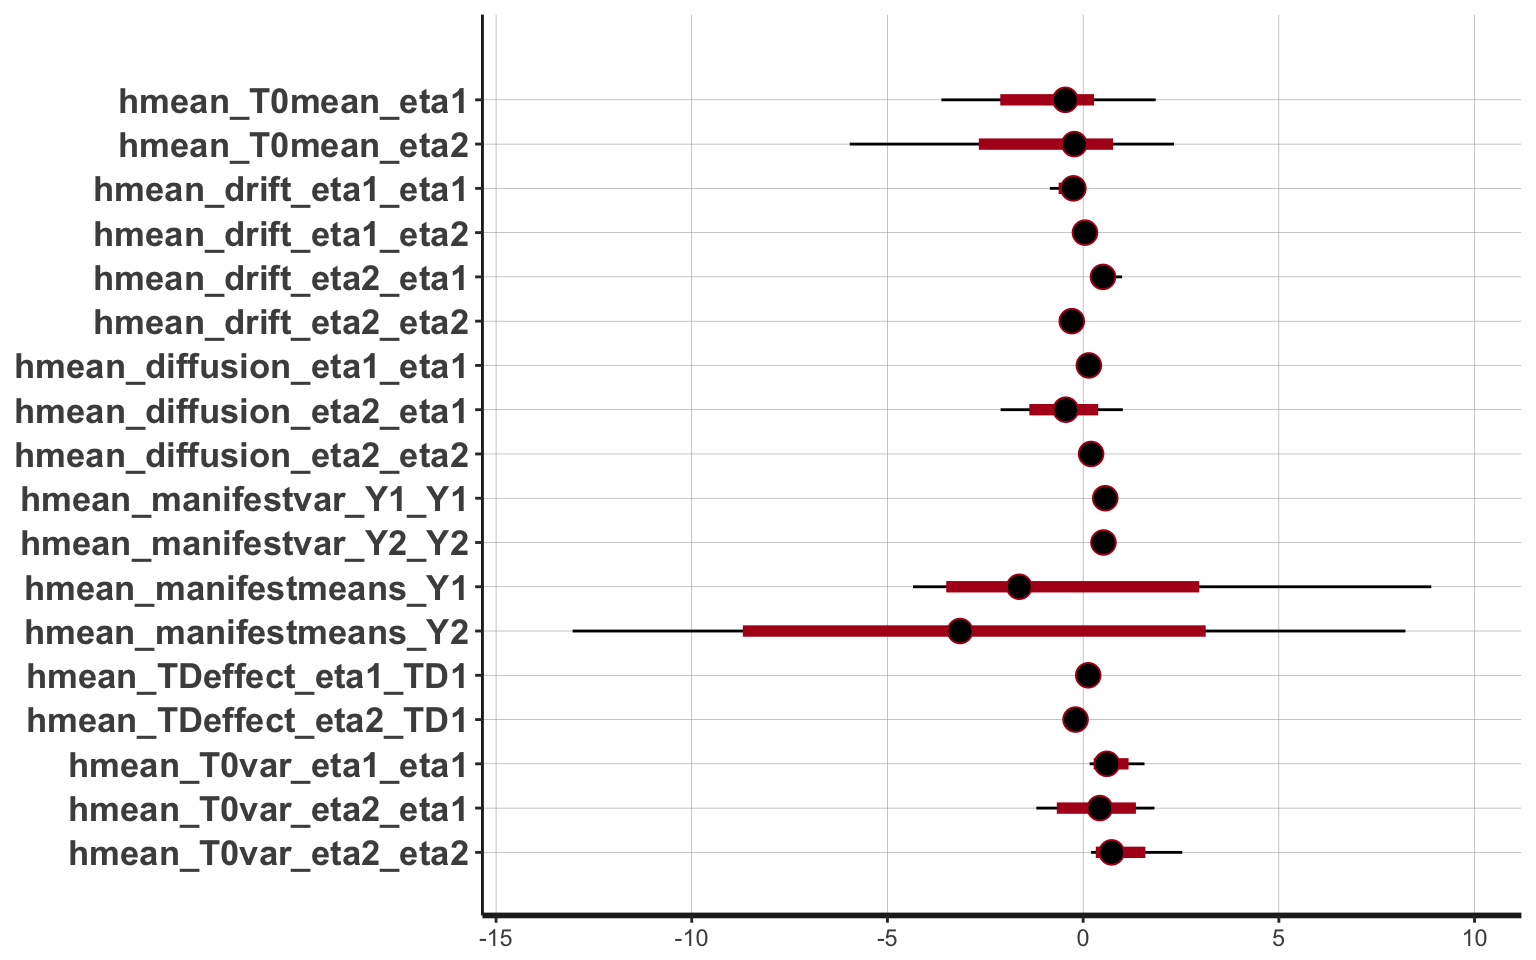 hmean_T0mean_eta1
hmean_T0mean_eta2
hmean_drift_eta1_eta1
hmean_drift_eta1_eta2
hmean_drift_eta2_eta1
hmean_drift_eta2_eta2
hmean_diffusion_eta1_eta1
hmean_diffusion_eta2_eta1
hmean_diffusion_eta2_eta2
hmean_manifestvar_Y1_Y1
hmean_manifestvar_Y2_Y2
hmean_manifestmeans_Y1
hmean_manifestmeans_Y2
hmean_TDeffect_eta1_TD1
hmean_TDeffect_eta2_TD1
hmean_T0var_eta1_eta1
hmean_T0var_eta2_eta1
hmean_T0var_eta2_eta2
-15 -10 -5 0 5 10